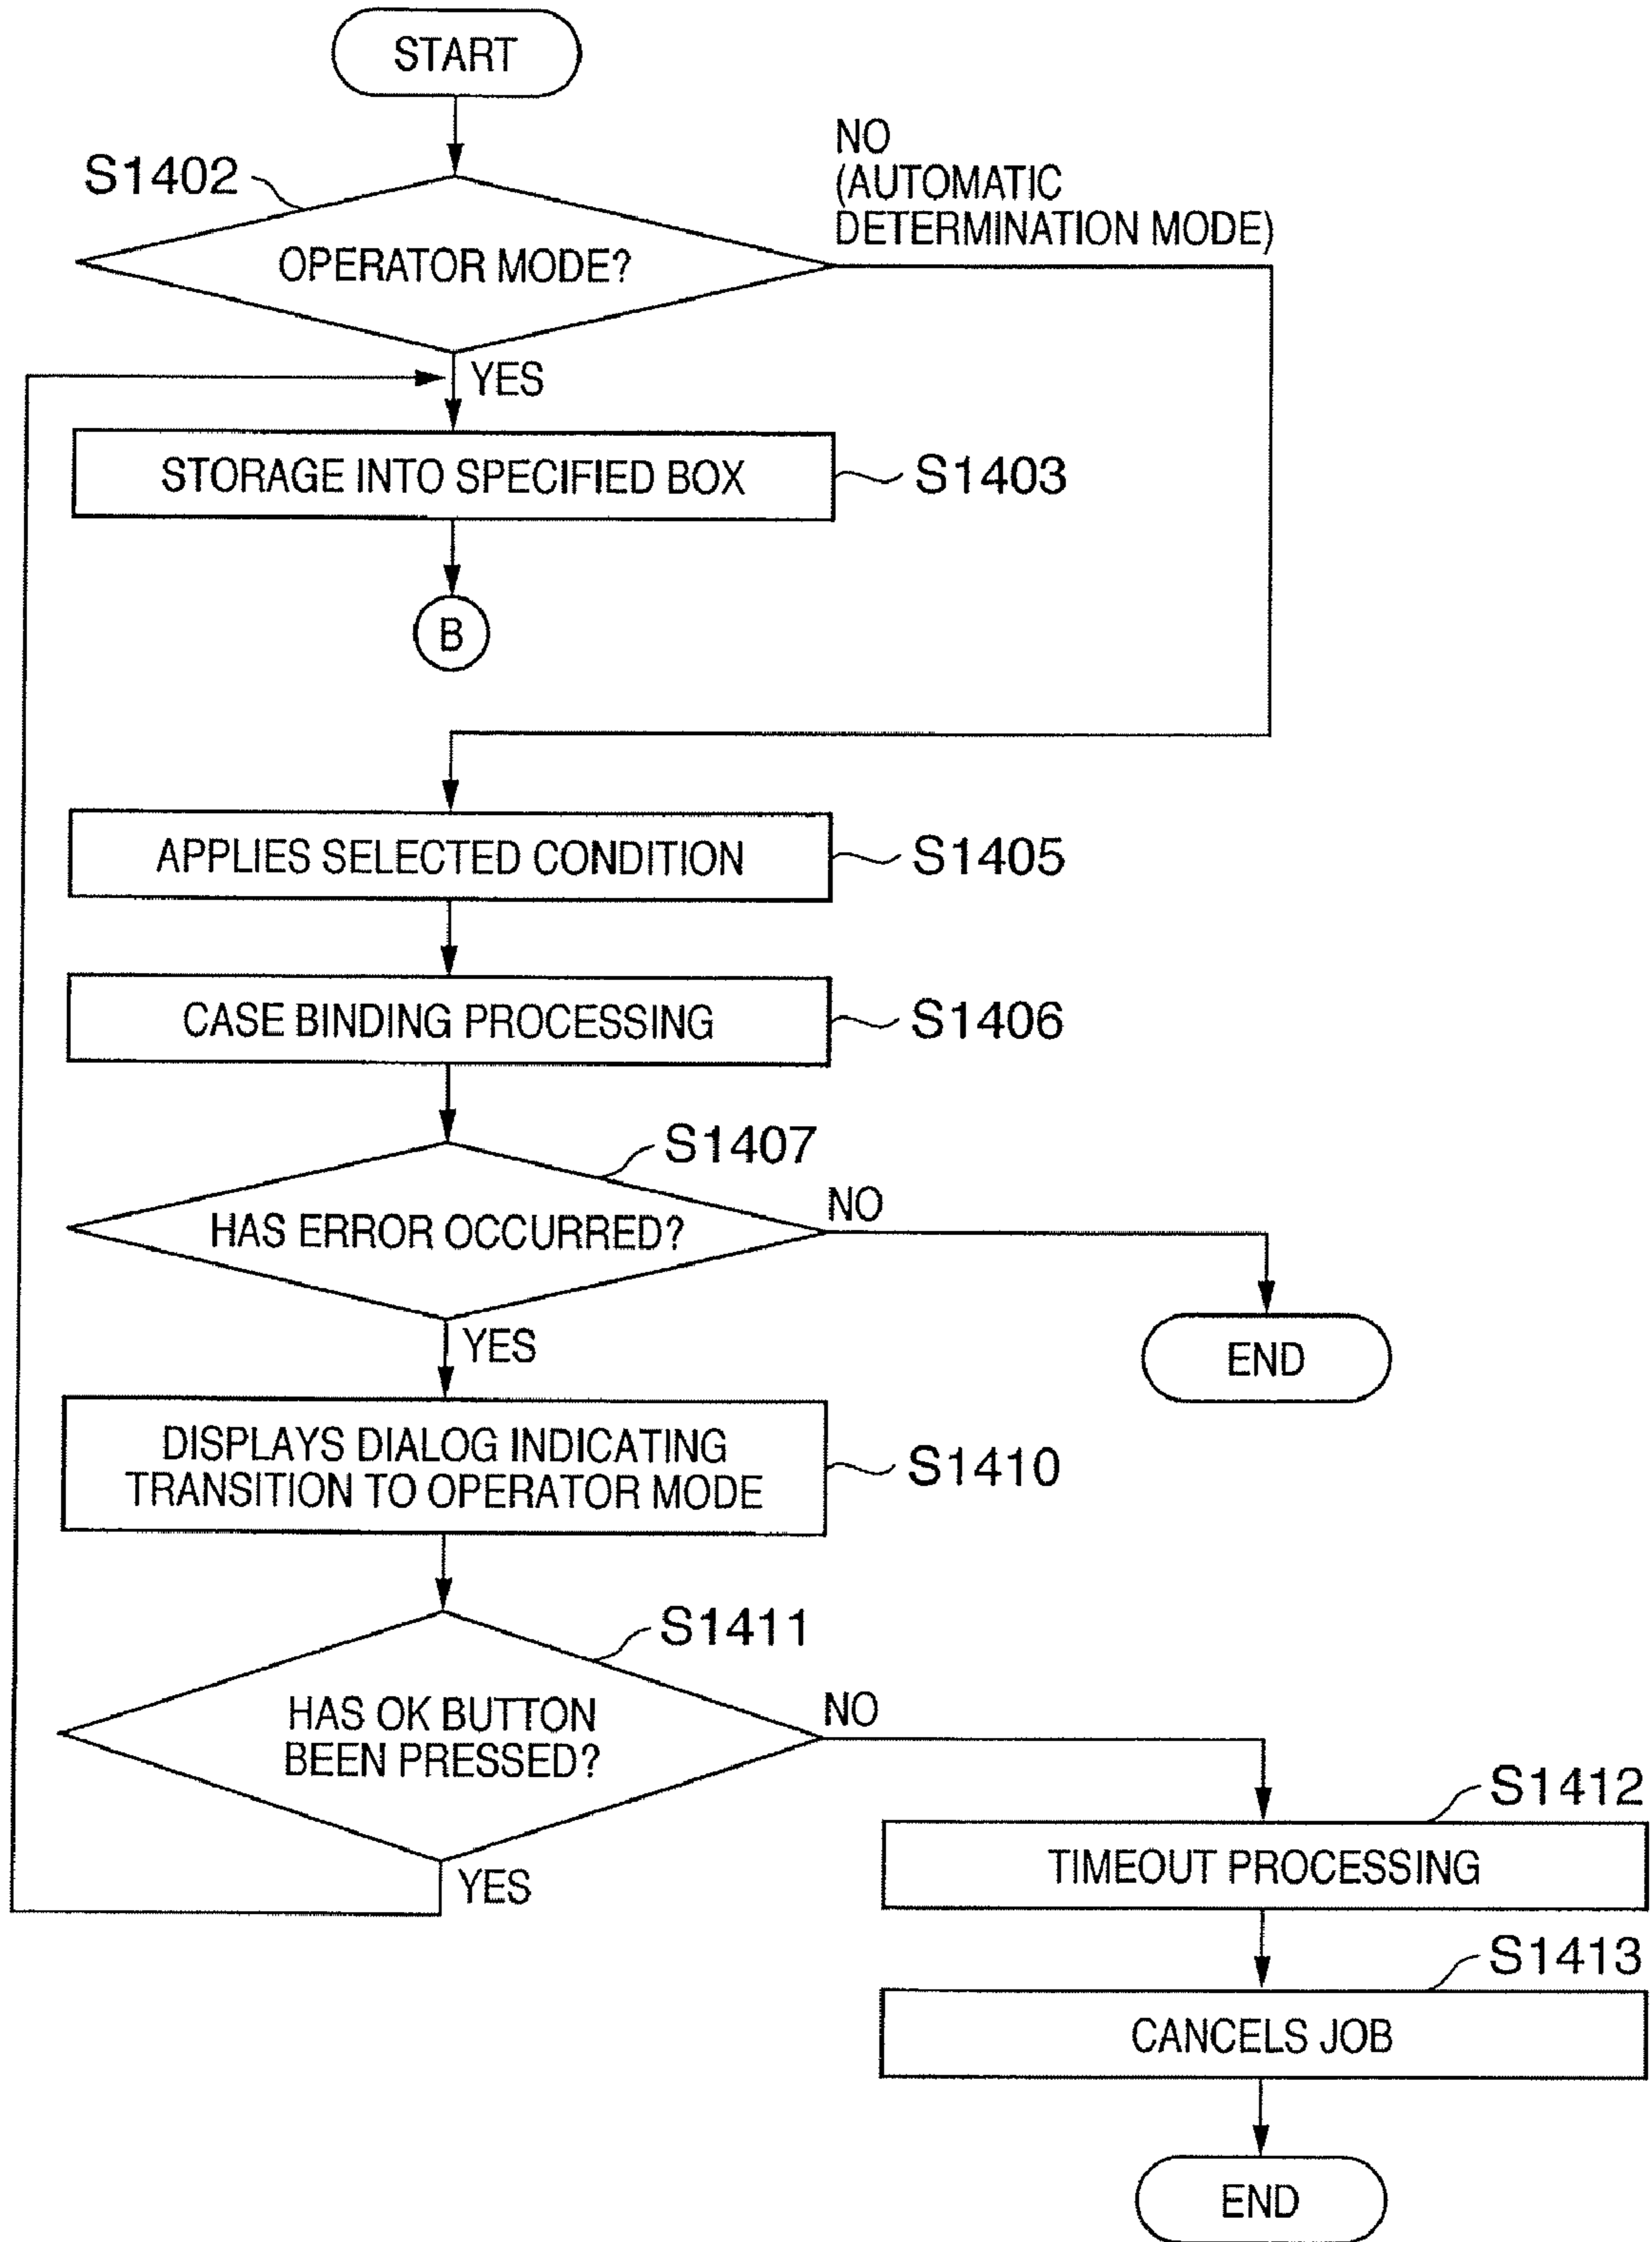 START
NO
(AUTOMATIC
DETERMINATION MODE)
S1402
OPERATOR MODE?
YES
STORAGE INTO SPECIFIED BOX
S1403
B
APPLIES SELECTED CONDITION
S1405
CASE BINDING PROCESSING
S1406
S1407
HAS ERROR OCCURRED?
NO
YES
END
DISPLAYS DIALOG INDICATING
TRANSITION TO OPERATOR MODE
S1410
S1411
HAS OK BUTTON
BEEN PRESSED?
NO
YES
S1412
TIMEOUT PROCESSING
S1413
CANCELS JOB
END